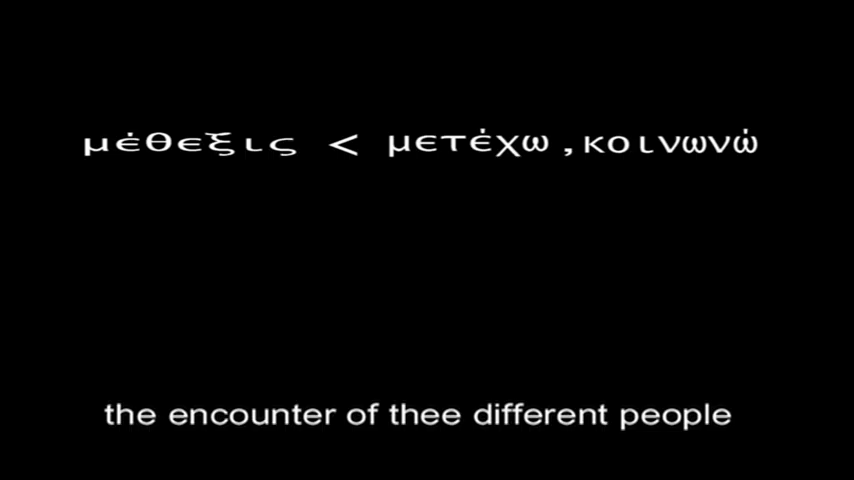 μέθεξις < μετέχω , κοινωνώ
the encounter of thee different people